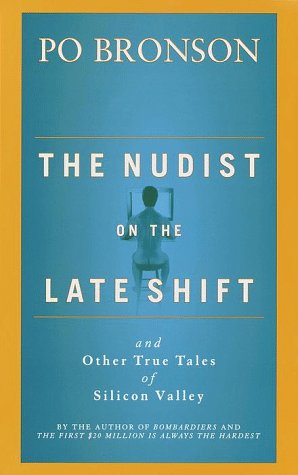 PO BRONSON
THE NUDIST
ON THE
LATE SHIFT
and
Other True Tales
of
Silicon Valley
BY THE AUTHOR OF BOMBARDIERS AND
THE FIRST $20 MILLION IS ALWAYS THE HARDEST